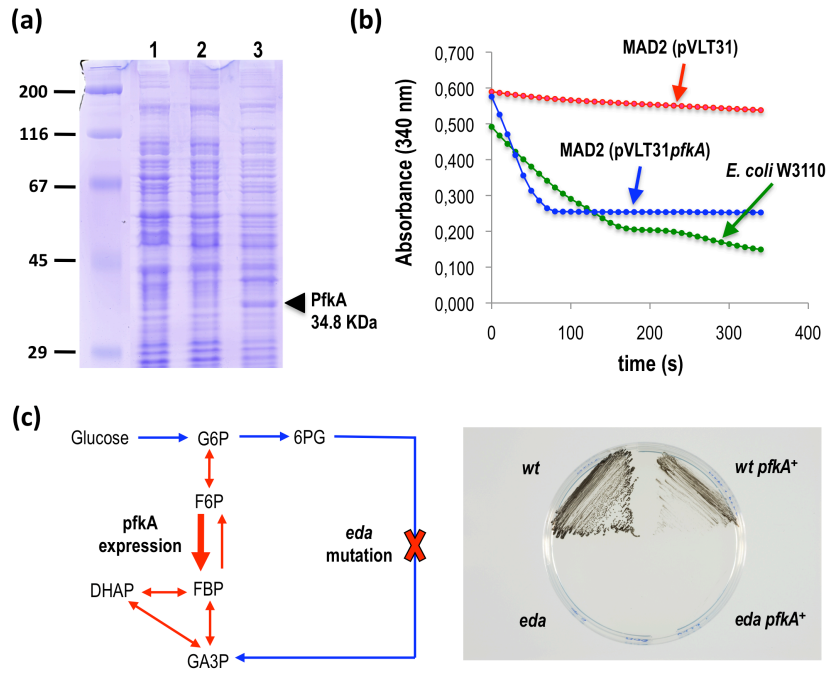 (a)
1 2 3
200
116
67
45
29
PfkA
34.8 KDa
(b)
Absorbance (340 nm)
0,700
0,600
0,500
0,400
0,300
0,200
0,100
0,000
0 100 200 300 400
time (s)
MAD2 (pVLT31)
MAD2 (pVLT31pfkA)
E. coli W3110
(c)
Glucose G6P 6PG
F6P
pfkA
expression
eda
mutation
DHAP FBP
GA3P
wt wt pfkA⁺
eda eda pfkA⁺